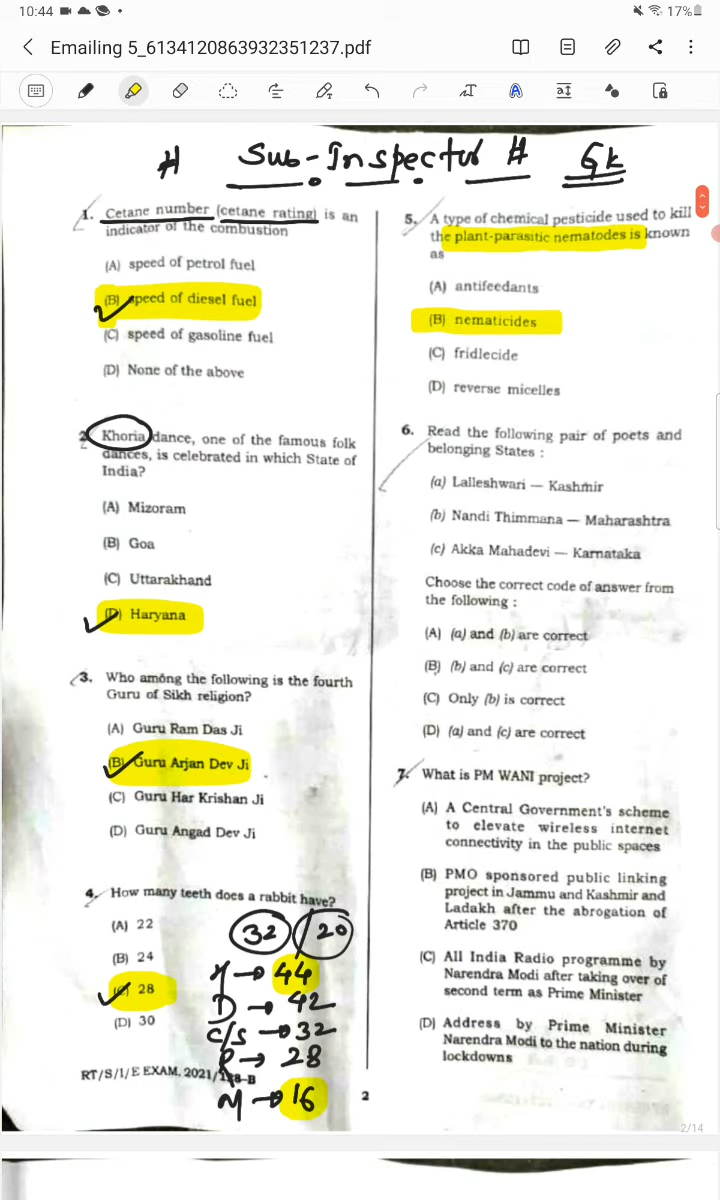 10:44
17%
Emailing 5_6134120863932351237.pdf
# Sub-Inspector # Gk
1. Cetane number (cetane rating) is an
indicator of the combustion
(A) speed of petrol fuel
(B) speed of diesel fuel
(C) speed of gasoline fuel
(D) None of the above
2. Khoria dance, one of the famous folk
dances, is celebrated in which State of
India?
(A) Mizoram
(B) Goa
(C) Uttarakhand
(D) Haryana
3. Who among the following is the fourth
Guru of Sikh religion?
(A) Guru Ram Das Ji
(B) Guru Arjan Dev Ji
(C) Guru Har Krishan Ji
(D) Guru Angad Dev Ji
4. How many teeth does a rabbit have?
(A) 22
(B) 24
(C) 28
(D) 30
32 / 20
44
D → 42
C/S → 32
R → 28
M → 16
RT/S/I/E EXAM, 2021/128-B
5. A type of chemical pesticide used to kill
the plant-parasitic nematodes is known
as
(A) antifeedants
(B) nematicides
(C) fridlecide
(D) reverse micelles
6. Read the following pair of poets and
belonging States :
(a) Lalleshwari — Kashmir
(b) Nandi Thimmana — Maharashtra
(c) Akka Mahadevi — Karnataka
Choose the correct code of answer from
the following :
(A) (a) and (b) are correct
(B) (b) and (c) are correct
(C) Only (b) is correct
(D) (a) and (c) are correct
7. What is PM WANI project?
(A) A Central Government's scheme
to elevate wireless internet
connectivity in the public spaces
(B) PMO sponsored public linking
project in Jammu and Kashmir and
Ladakh after the abrogation of
Article 370
(C) All India Radio programme by
Narendra Modi after taking over of
second term as Prime Minister
(D) Address by Prime Minister
Narendra Modi to the nation during
lockdowns
2
2/14